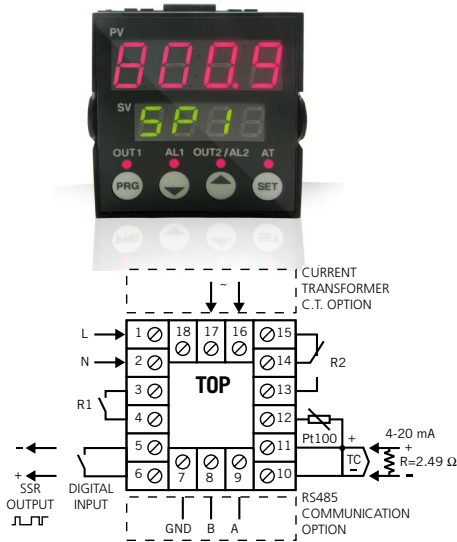 PV
800.9
SV
SP1
OUT1 AL1 OUT2/AL2 AT
PRG SET
CURRENT
TRANSFORMER
C.T. OPTION
~
L 1 18 17 16 15
N 2 TOP 14 R2
3 13
R1 4 12
Pt100 4-20 mA
- 5 11 + +
TC R=2.49 Ω
+ 6 7 8 9 10 - -
SSR
OUTPUT
DIGITAL
INPUT
GND B A
RS485
COMMUNICATION
OPTION